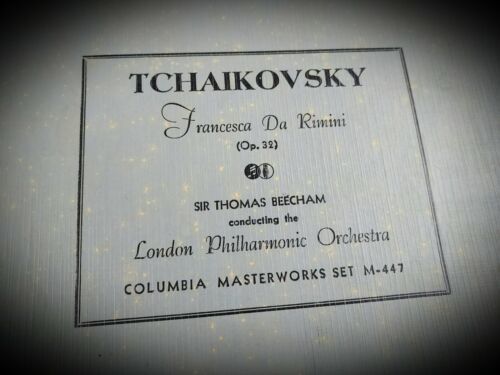 TCHAIKOVSKY
Francesca Da Rimini
(Op. 32)
SIR THOMAS BEECHAM
conducting the
London Philharmonic Orchestra
COLUMBIA MASTERWORKS SET M-447